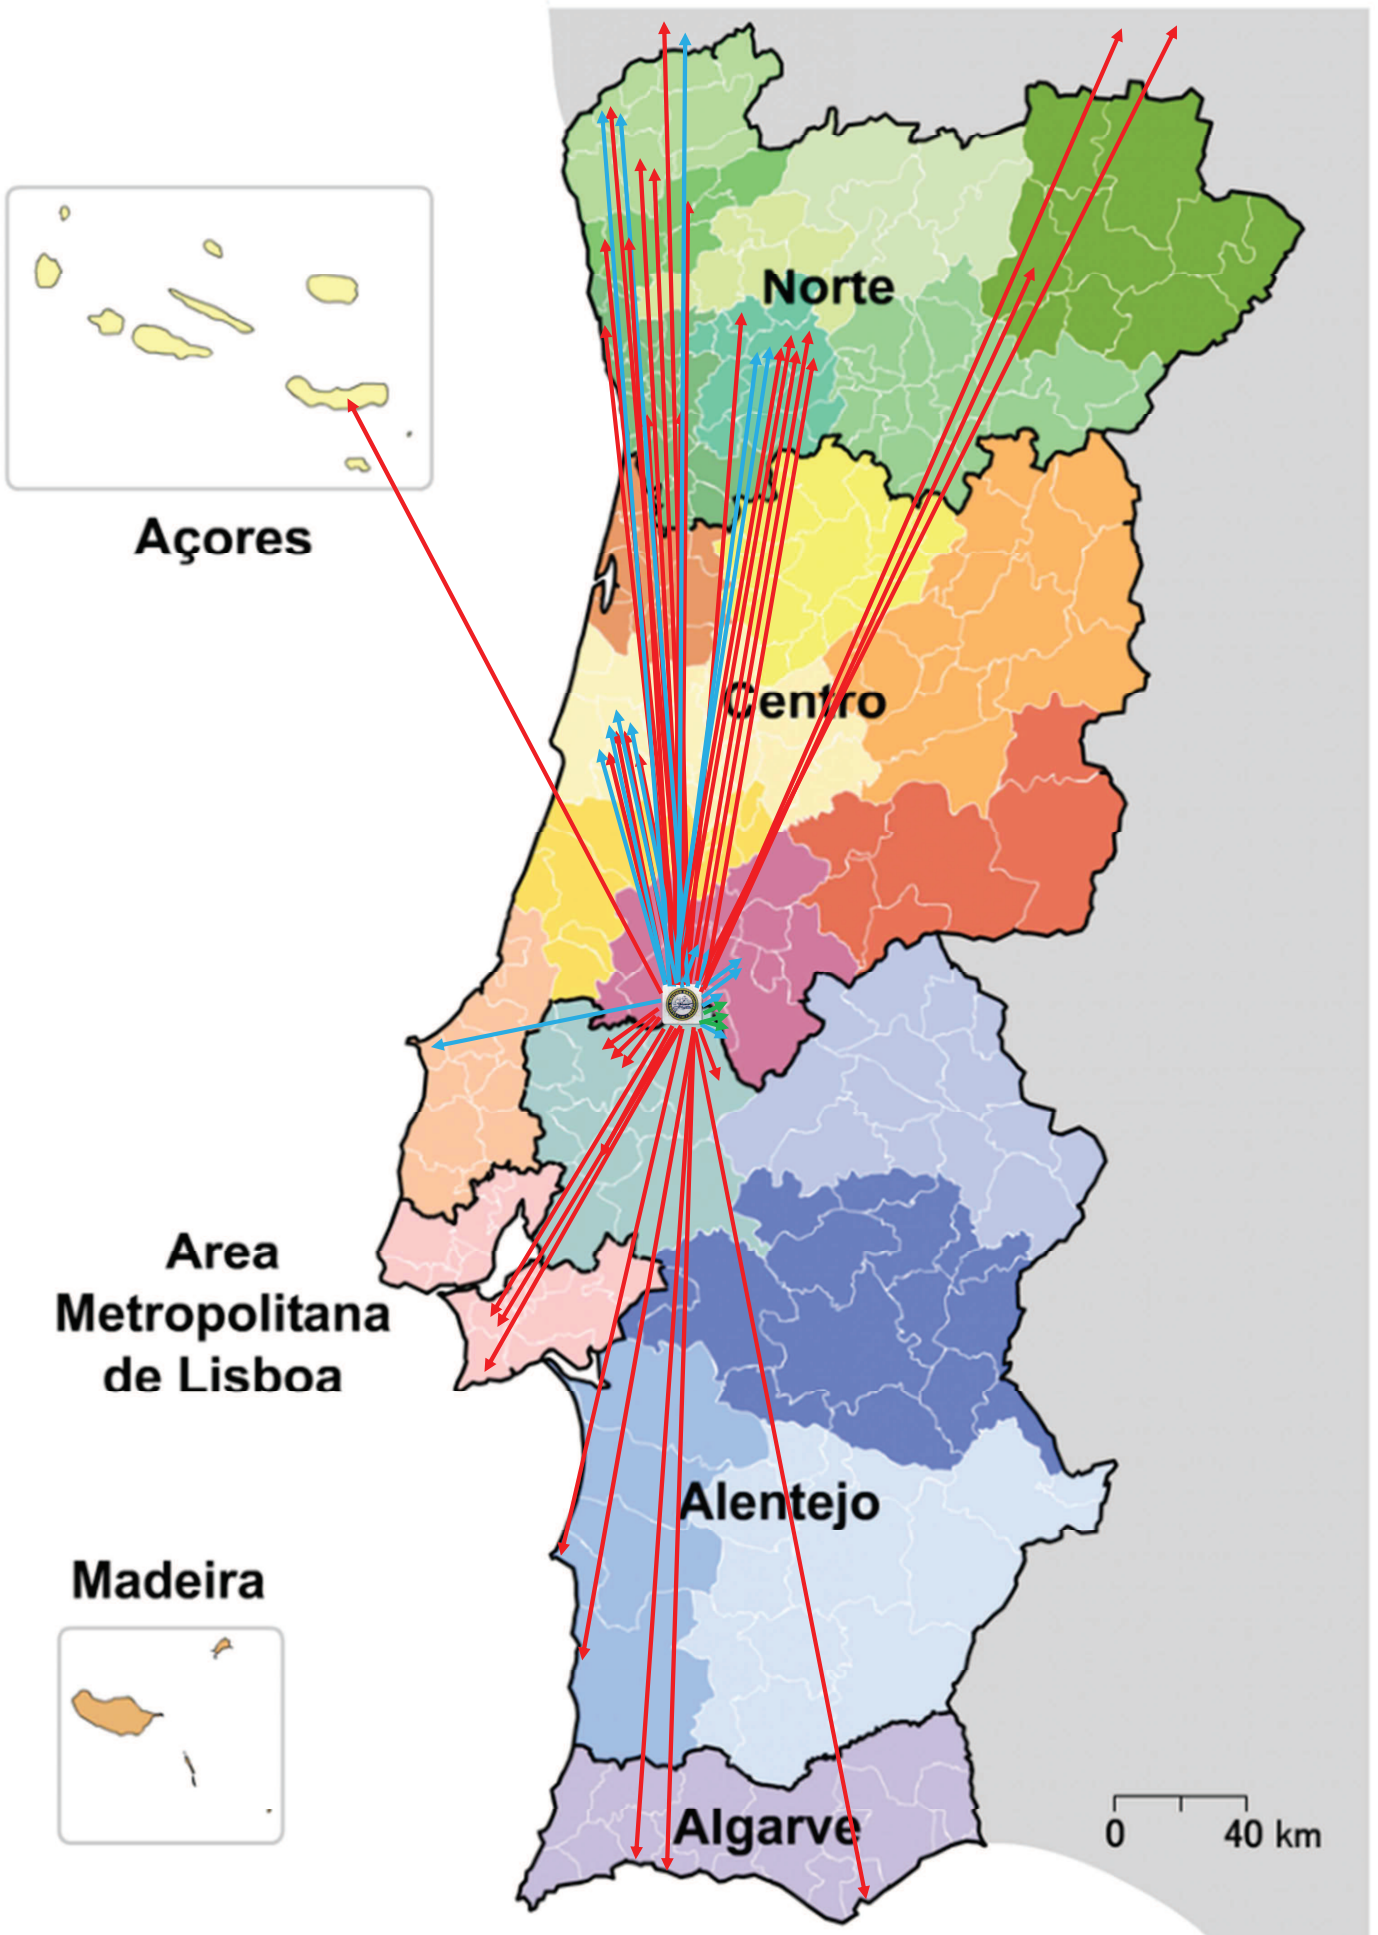 Norte
Açores
Centro
Area
Metropolitana
de Lisboa
Alentejo
Madeira
Algarve
0 40 km